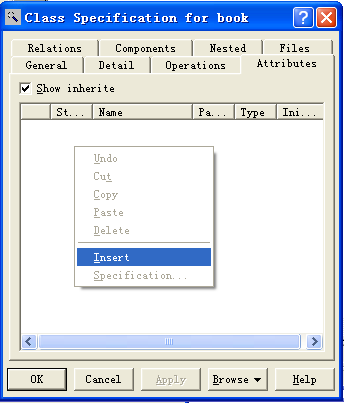 Class Specification for book
Relations Components Nested Files
General Detail Operations Attributes
Show inherite
St... Name Pa... Type Ini...
Undo
Cut
Copy
Paste
Delete
Insert
Specification...
OK Cancel Apply Browse Help